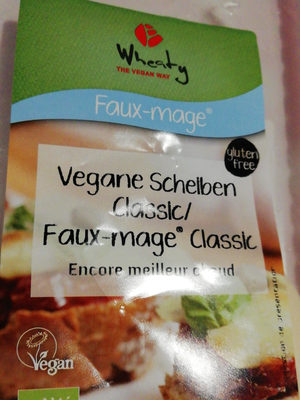 Wheaty
THE VEGAN WAY
Faux-mage®
gluten
free
Vegane Scheiben
Classic/
Faux-mage® Classic
Encore meilleur chaud
Vegan